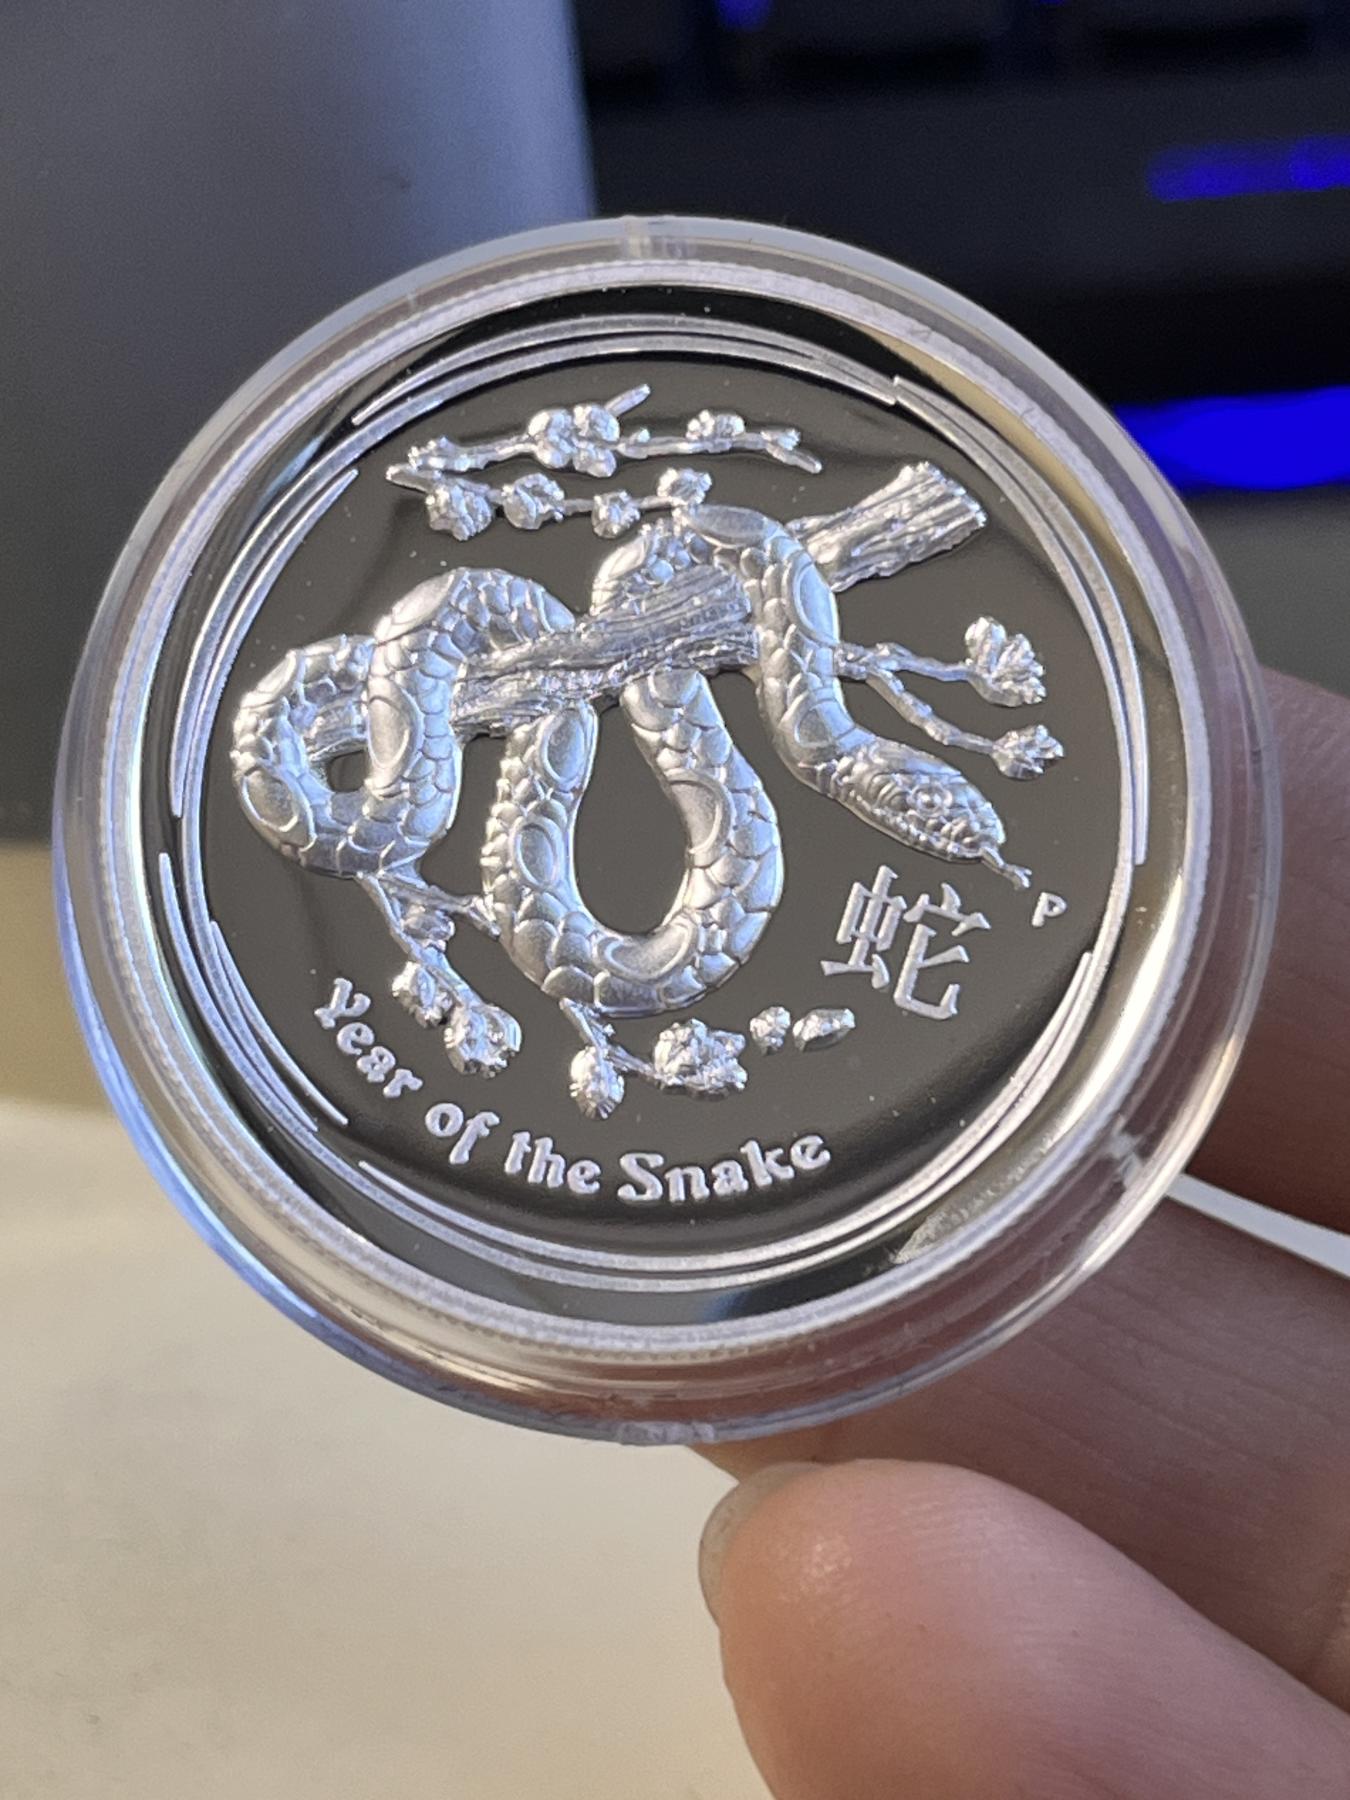 P
蛇
Year of the Snake